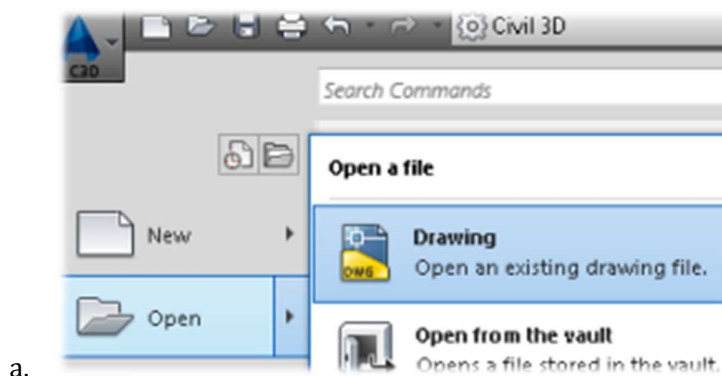 Civil 3D
C3D
Search Commands
Open a file
New
Drawing
DWG
Open an existing drawing file.
Open
Open from the vault
Opens a file stored in the vault.
a.